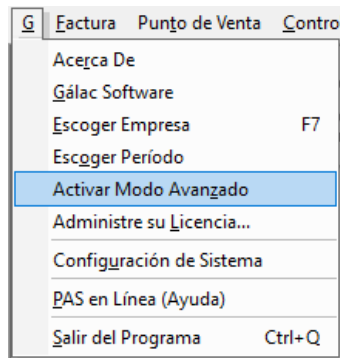 G Factura Punto de Venta Contro
Acerca De
Gálac Software
Escoger Empresa F7
Escoger Período
Activar Modo Avanzado
Administre su Licencia...
Configuración de Sistema
PAS en Línea (Ayuda)
Salir del Programa Ctrl+Q